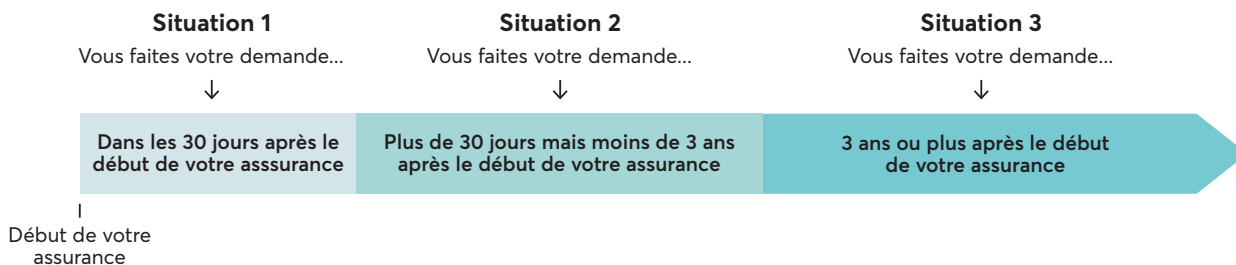 Situation 1
Vous faites votre demande...
Situation 2
Vous faites votre demande...
Situation 3
Vous faites votre demande...
Dans les 30 jours après le
début de votre asssurance
Plus de 30 jours mais moins de 3 ans
après le début de votre assurance
3 ans ou plus après le début
de votre assurance
Début de votre
assurance